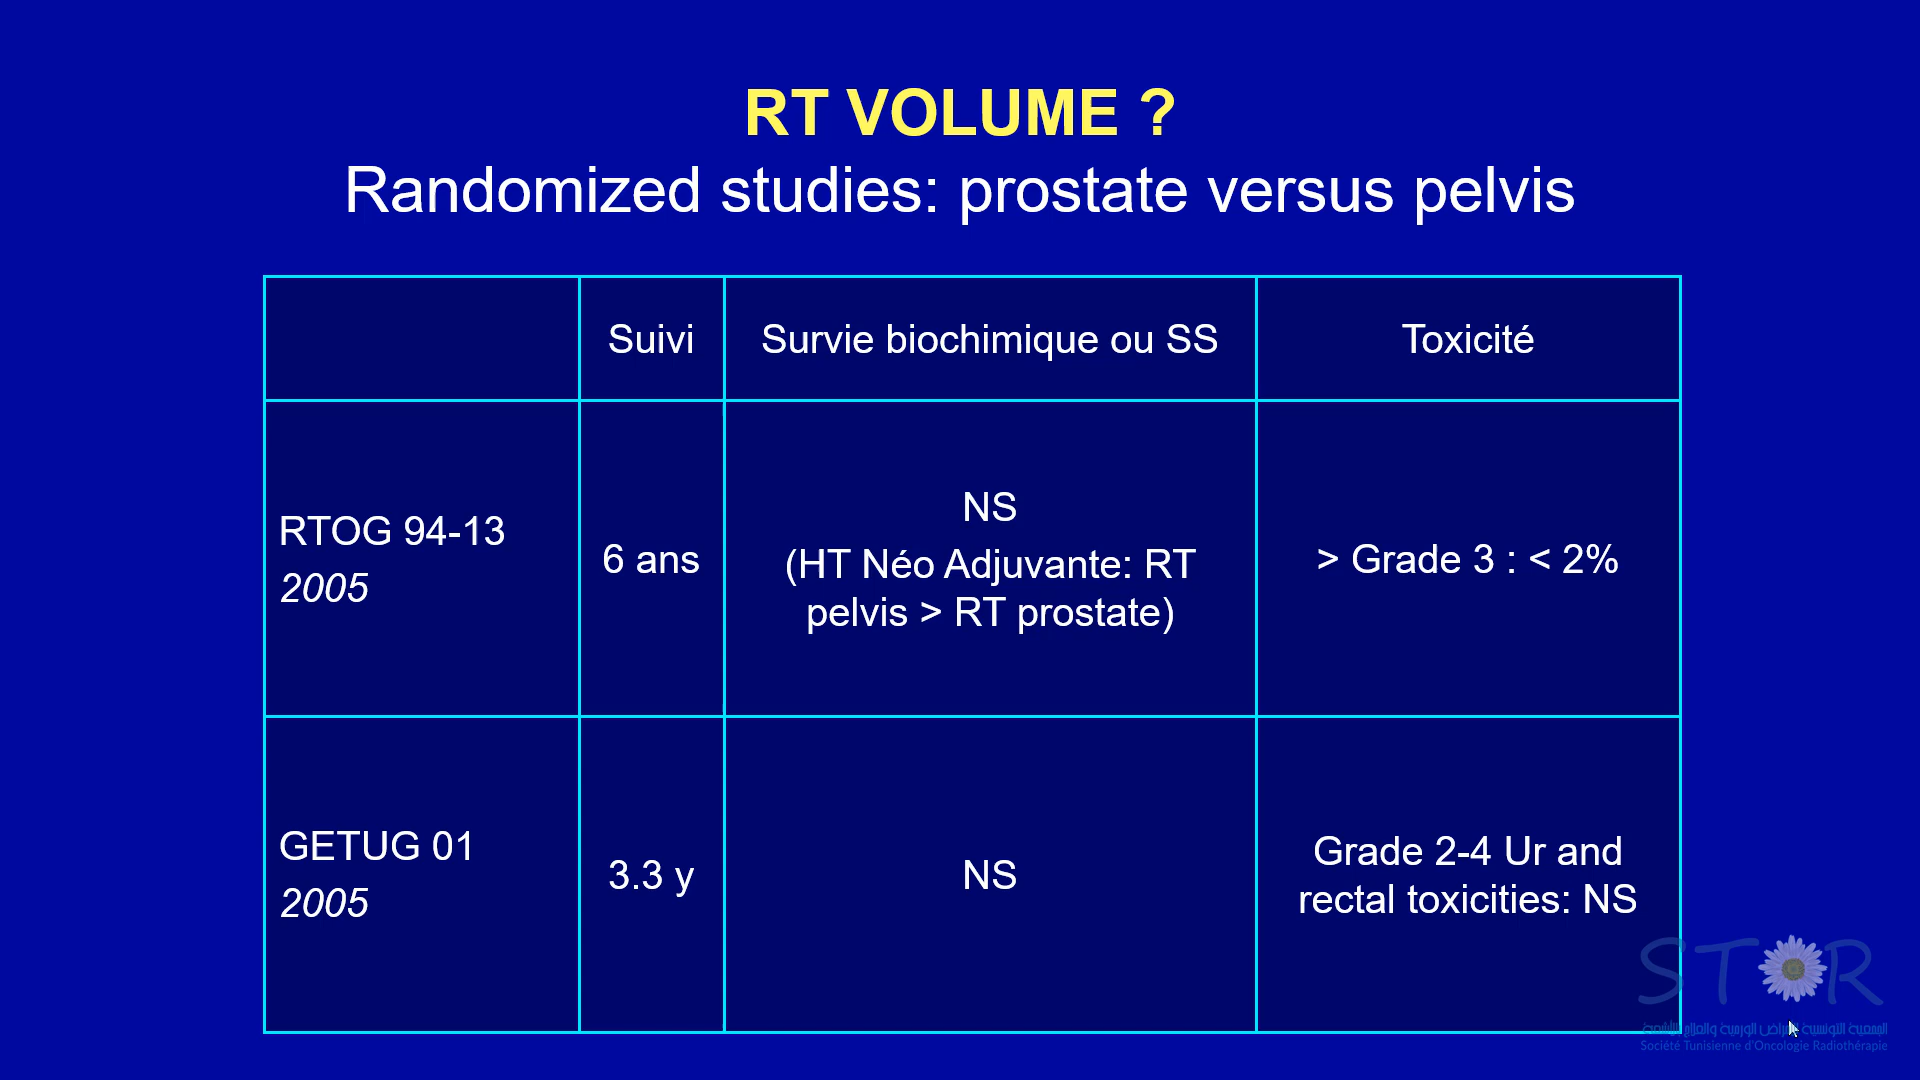 RT VOLUME ?
Randomized studies: prostate versus pelvis
Suivi
Survie biochimique ou SS
Toxicité
RTOG 94-13
2005
6 ans
NS
(HT Néo Adjuvante: RT
pelvis > RT prostate)
> Grade 3 : < 2%
GETUG 01
2005
3.3 y
NS
Grade 2-4 Ur and
rectal toxicities: NS
STOR
Société Tunisienne d'Oncologie Radiothérapie